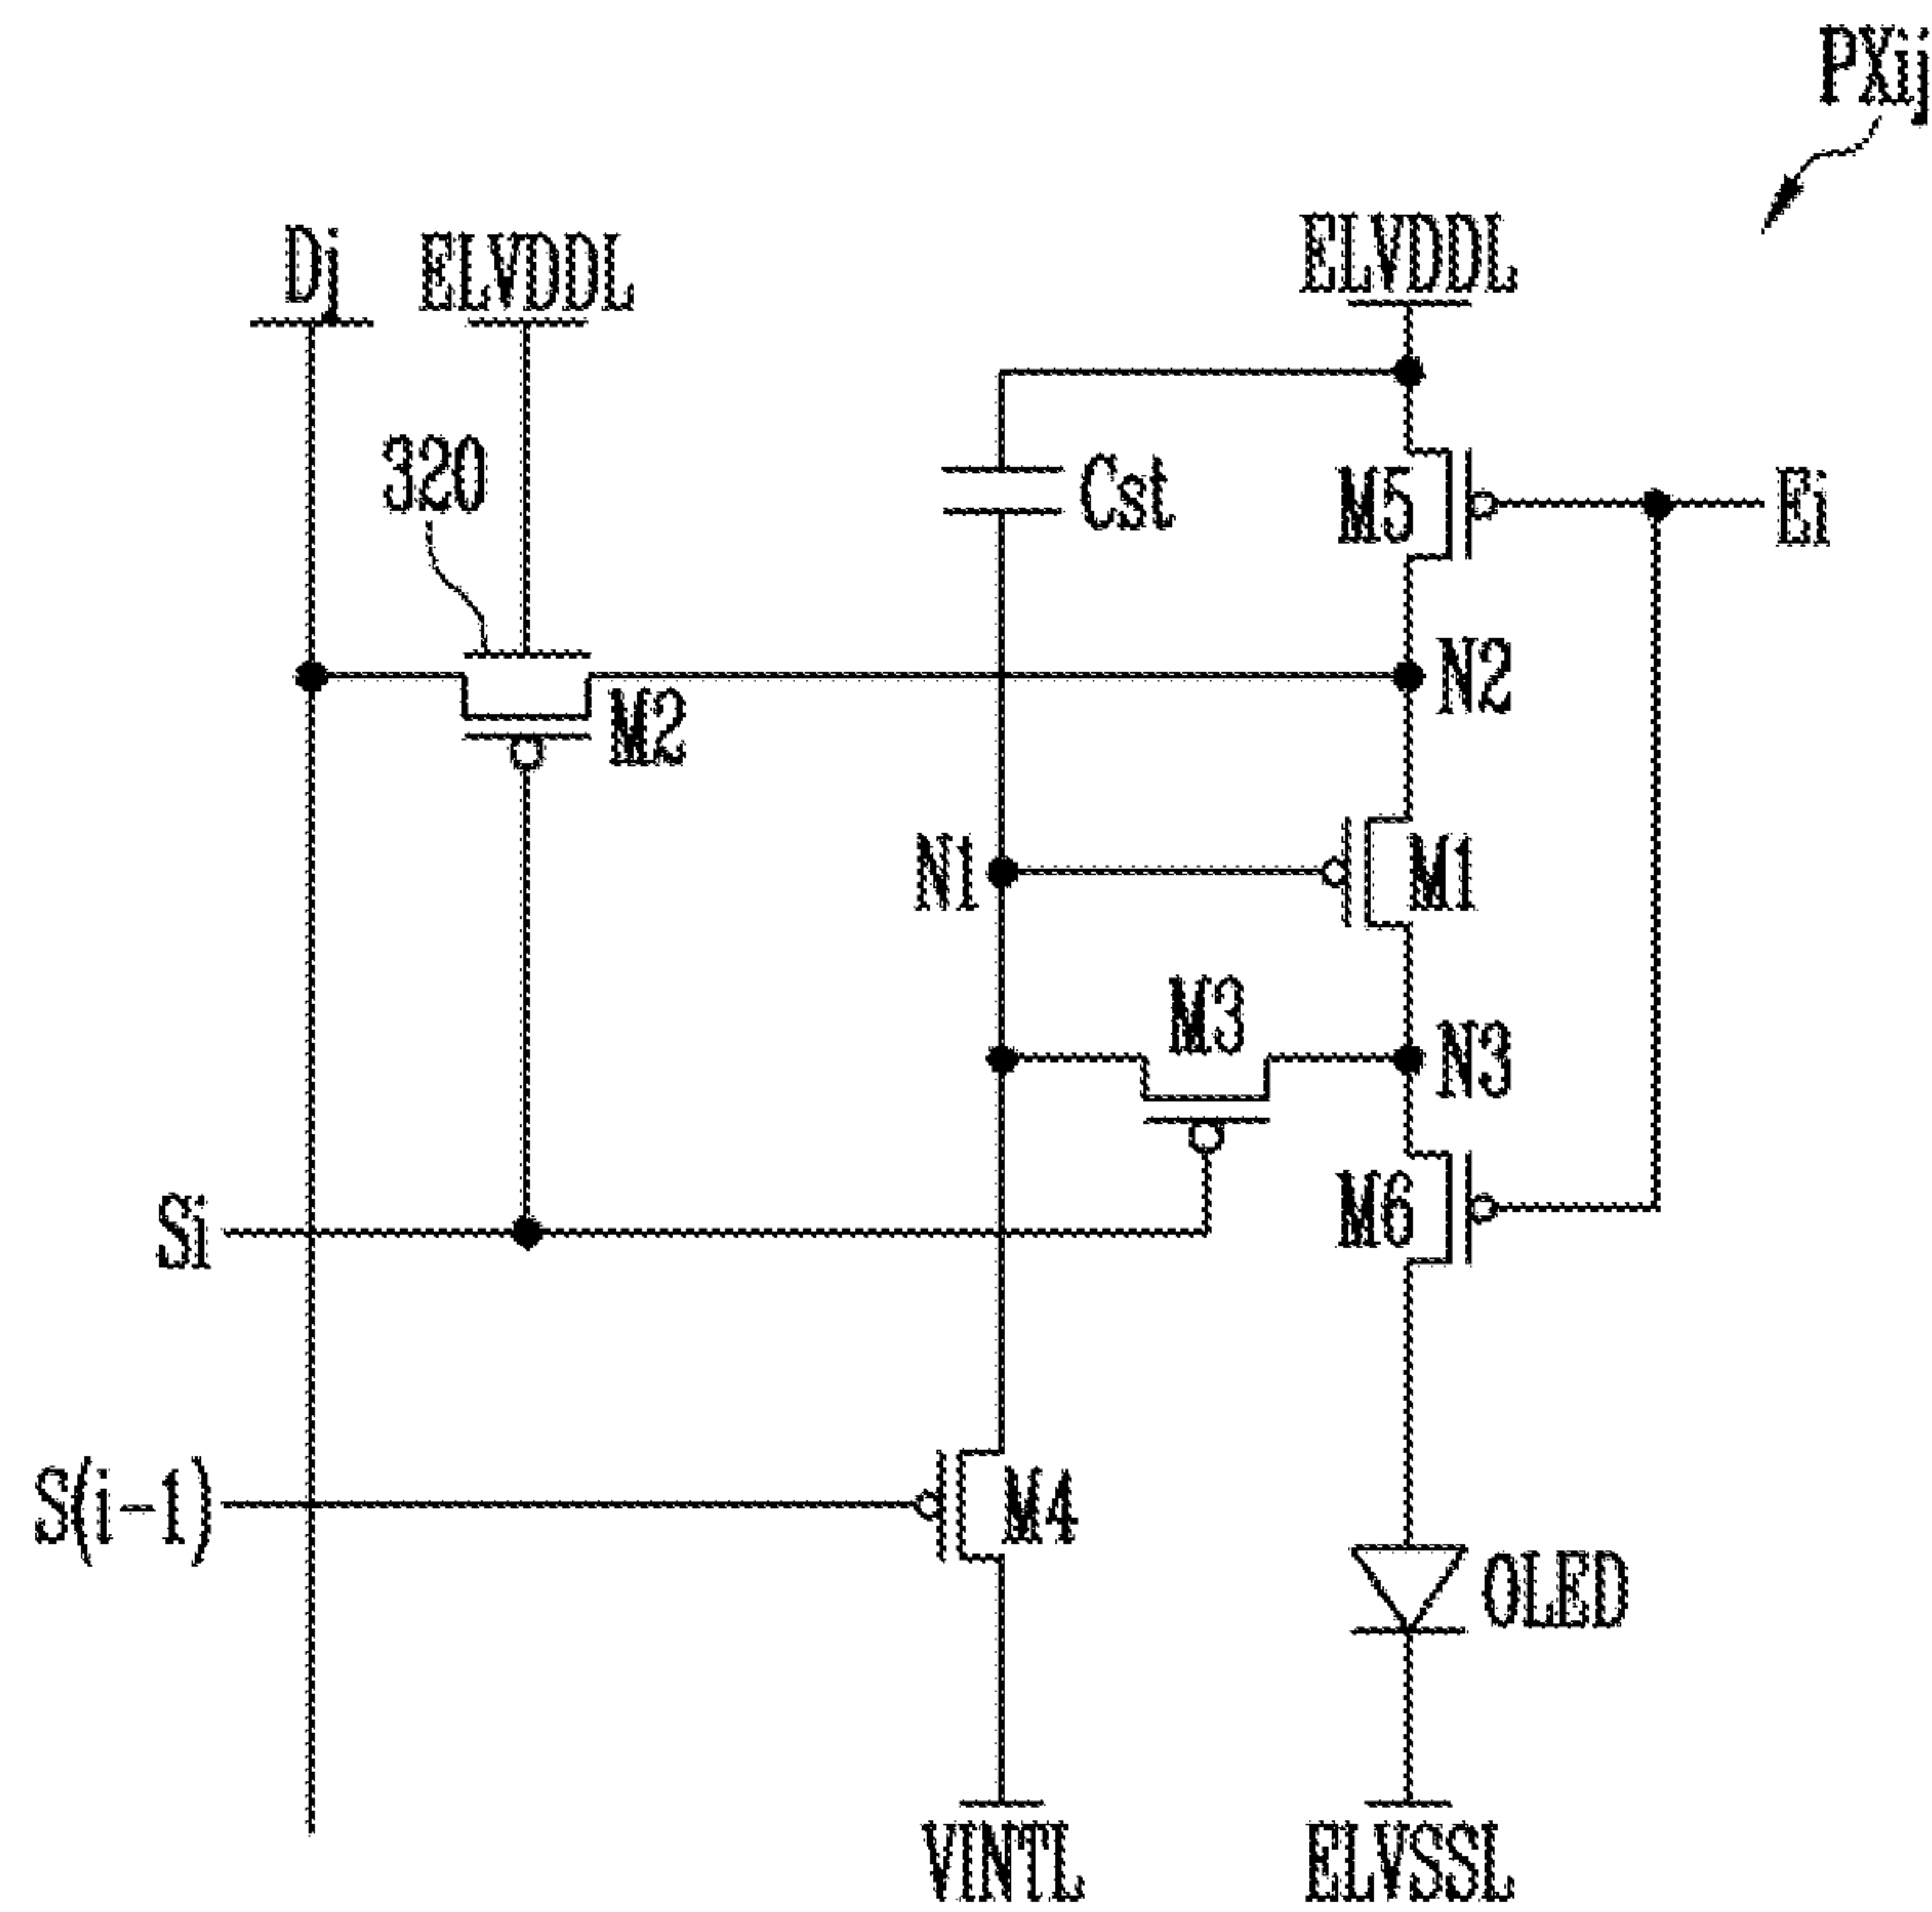 PXij
Dj
ELVDDL
ELVDDL
320
Cst
M5
Ei
M2
N2
N1
M1
M3
N3
Si
M6
S(i-1)
M4
OLED
VINTL
ELVSSL